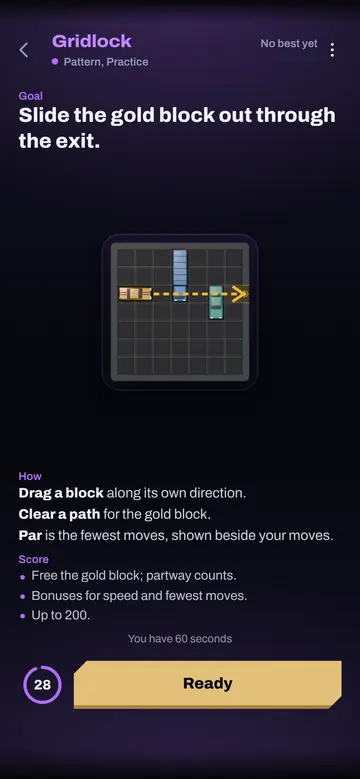 Gridlock
No best yet
Pattern, Practice
Goal
Slide the gold block out through
the exit.
How
Drag a block along its own direction.
Clear a path for the gold block.
Par is the fewest moves, shown beside your moves.
Score
Free the gold block; partway counts.
Bonuses for speed and fewest moves.
Up to 200.
You have 60 seconds
28
Ready